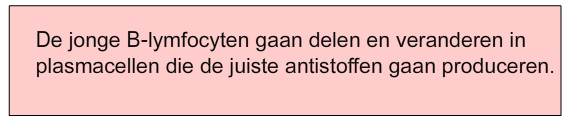 De jonge B-lymfocyten gaan delen en veranderen in
plasmacellen die de juiste antistoffen gaan produceren.